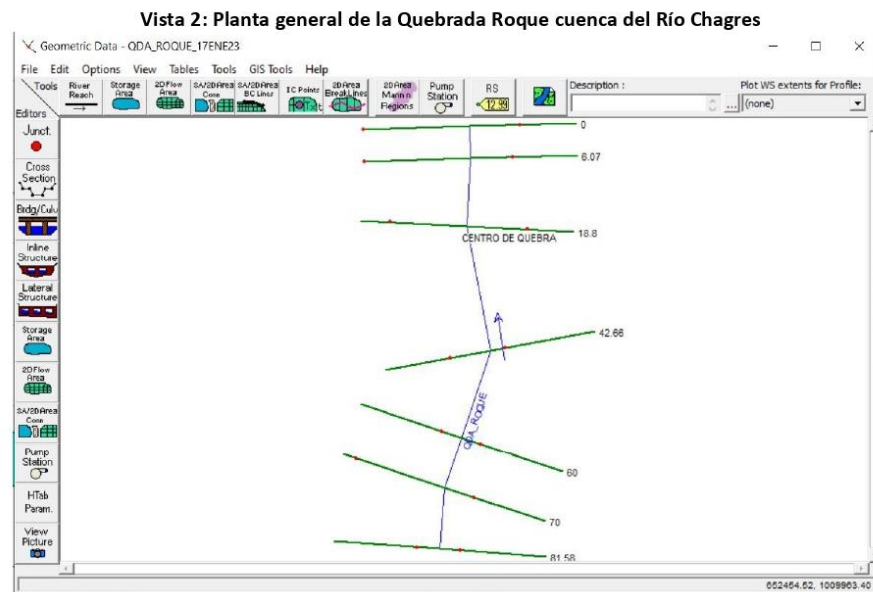 Vista 2: Planta general de la Quebrada Roque cuenca del Río Chagres
Geometric Data - QDA_ROQUE_17ENE23
File Edit Options View Tables Tools GIS Tools Help
Tools
Editors
River Reach
Storage Area
2D Flow Area
SA/2D Area Conn
SA/2D Area BC Lines
IC Points
2D Area BreakLines
2D Area Mann n Regions
Pump Station
RS
12.99
Description :
...
Plot WS extents for Profile:
(none)
Junct.
Cross Section
Brdg/Culv
Inline Structure
Lateral Structure
Storage Area
2D Flow Area
SA/2D Area Conn
Pump Station
HTab Param.
View Picture
0
6.07
18.8
CENTRO DE QUEBRA
42.66
QDA_ROQUE
60
70
81.58
652464.62, 1009963.40